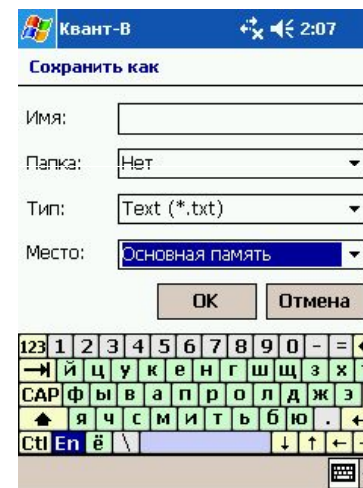 Квант-В 2:07
Сохранить как
Имя:
Папка: Нет
Тип: Text (*.txt)
Место: Основная память
OK Отмена
123 1 2 3 4 5 6 7 8 9 0 - =
й ц у к е н г ш щ з х
CAP ф ы в а п р о л д ж э
я ч с м и т ь б ю .
Ctl En ё \ ↓ ↑ ←